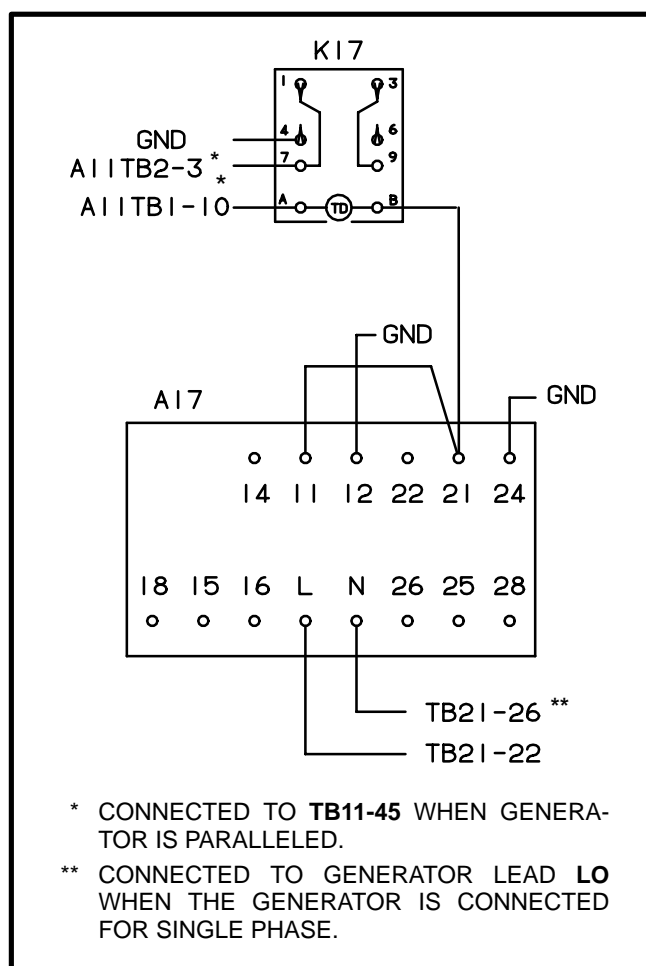 K17
1 3
4 6
GND
7 9
A11TB2-3 *
*
A11TB1-10 A TD B
GND
A17 GND
14 11 12 22 21 24
18 15 16 L N 26 25 28
TB21-26 **
TB21-22
* CONNECTED TO TB11-45 WHEN GENERA-
TOR IS PARALLELED.
** CONNECTED TO GENERATOR LEAD LO
WHEN THE GENERATOR IS CONNECTED
FOR SINGLE PHASE.